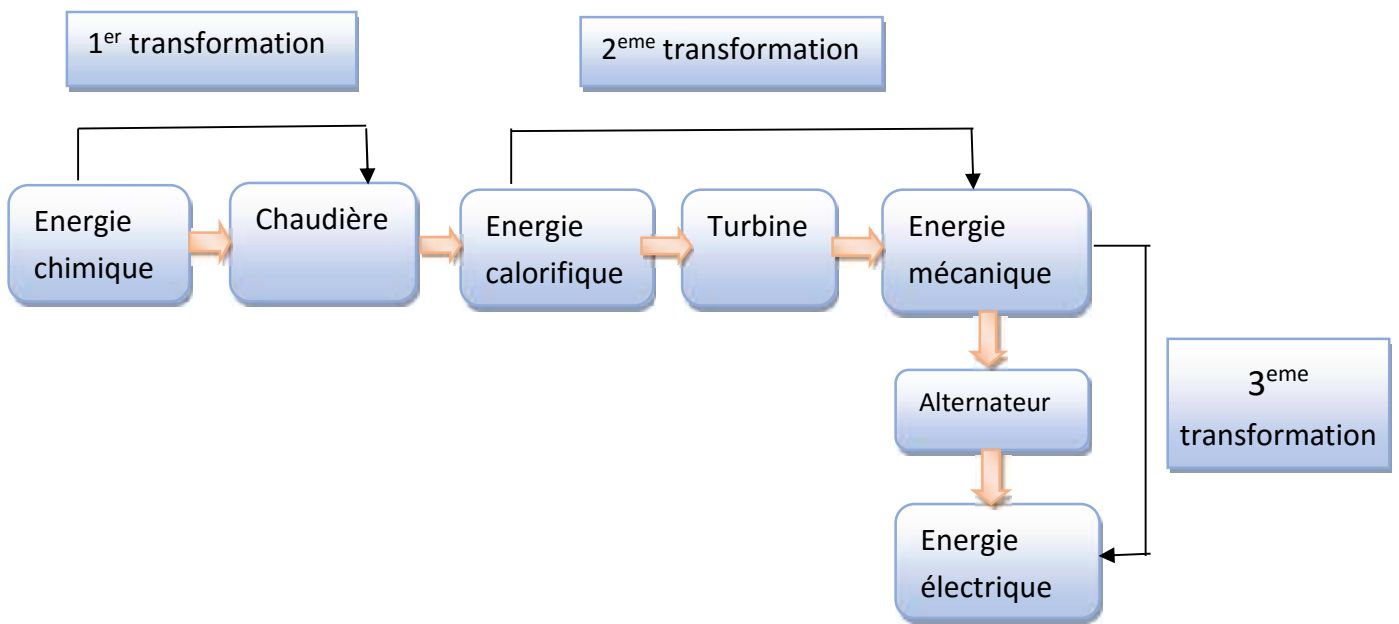 1er transformation
2eme transformation
Energie
chimique
Chaudière
Energie
calorifique
Turbine
Energie
mécanique
Alternateur
3eme
transformation
Energie
électrique